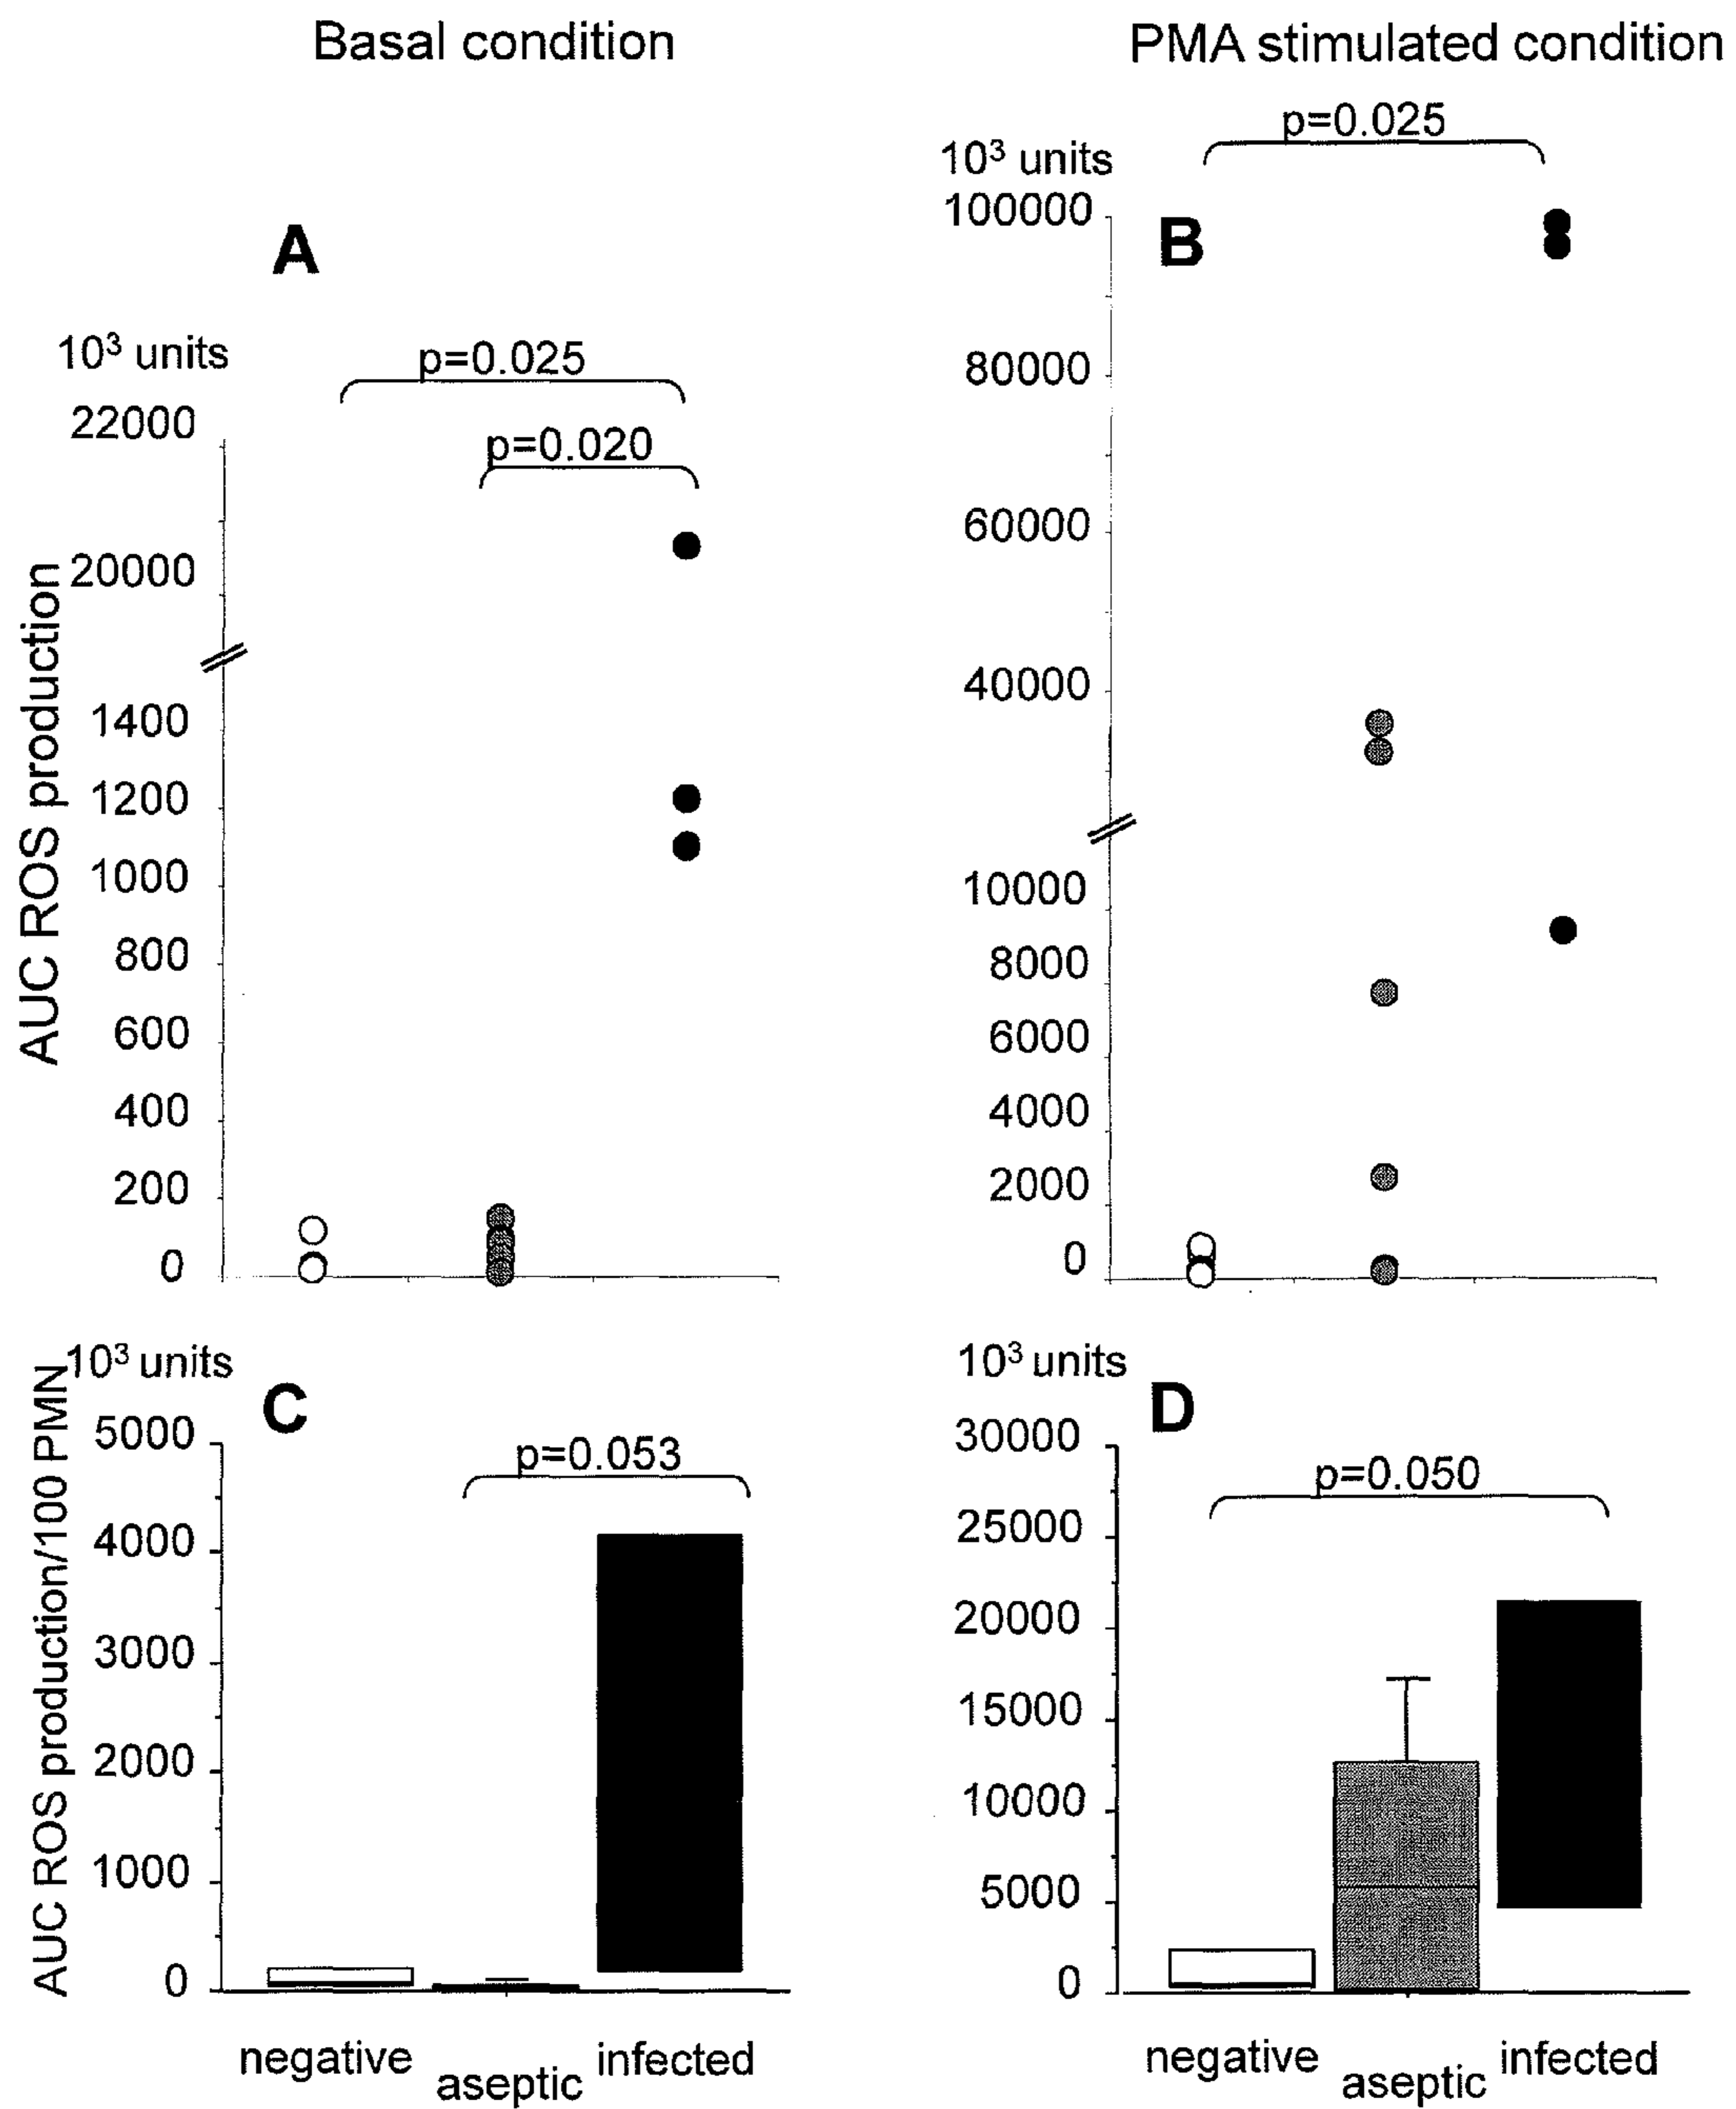 Basal condition
PMA stimulated condition
A
10³ units
p=0.025
p=0.020
22000
20000
1400
1200
1000
800
600
400
200
0
AUC ROS production
p=0.025
10³ units
B
100000
80000
60000
40000
10000
8000
6000
4000
2000
0
10³ units
C
p=0.053
5000
4000
3000
2000
1000
0
AUC ROS production/100 PMN
negative
aseptic
infected
10³ units
D
p=0.050
30000
25000
20000
15000
10000
5000
0
negative
aseptic
infected